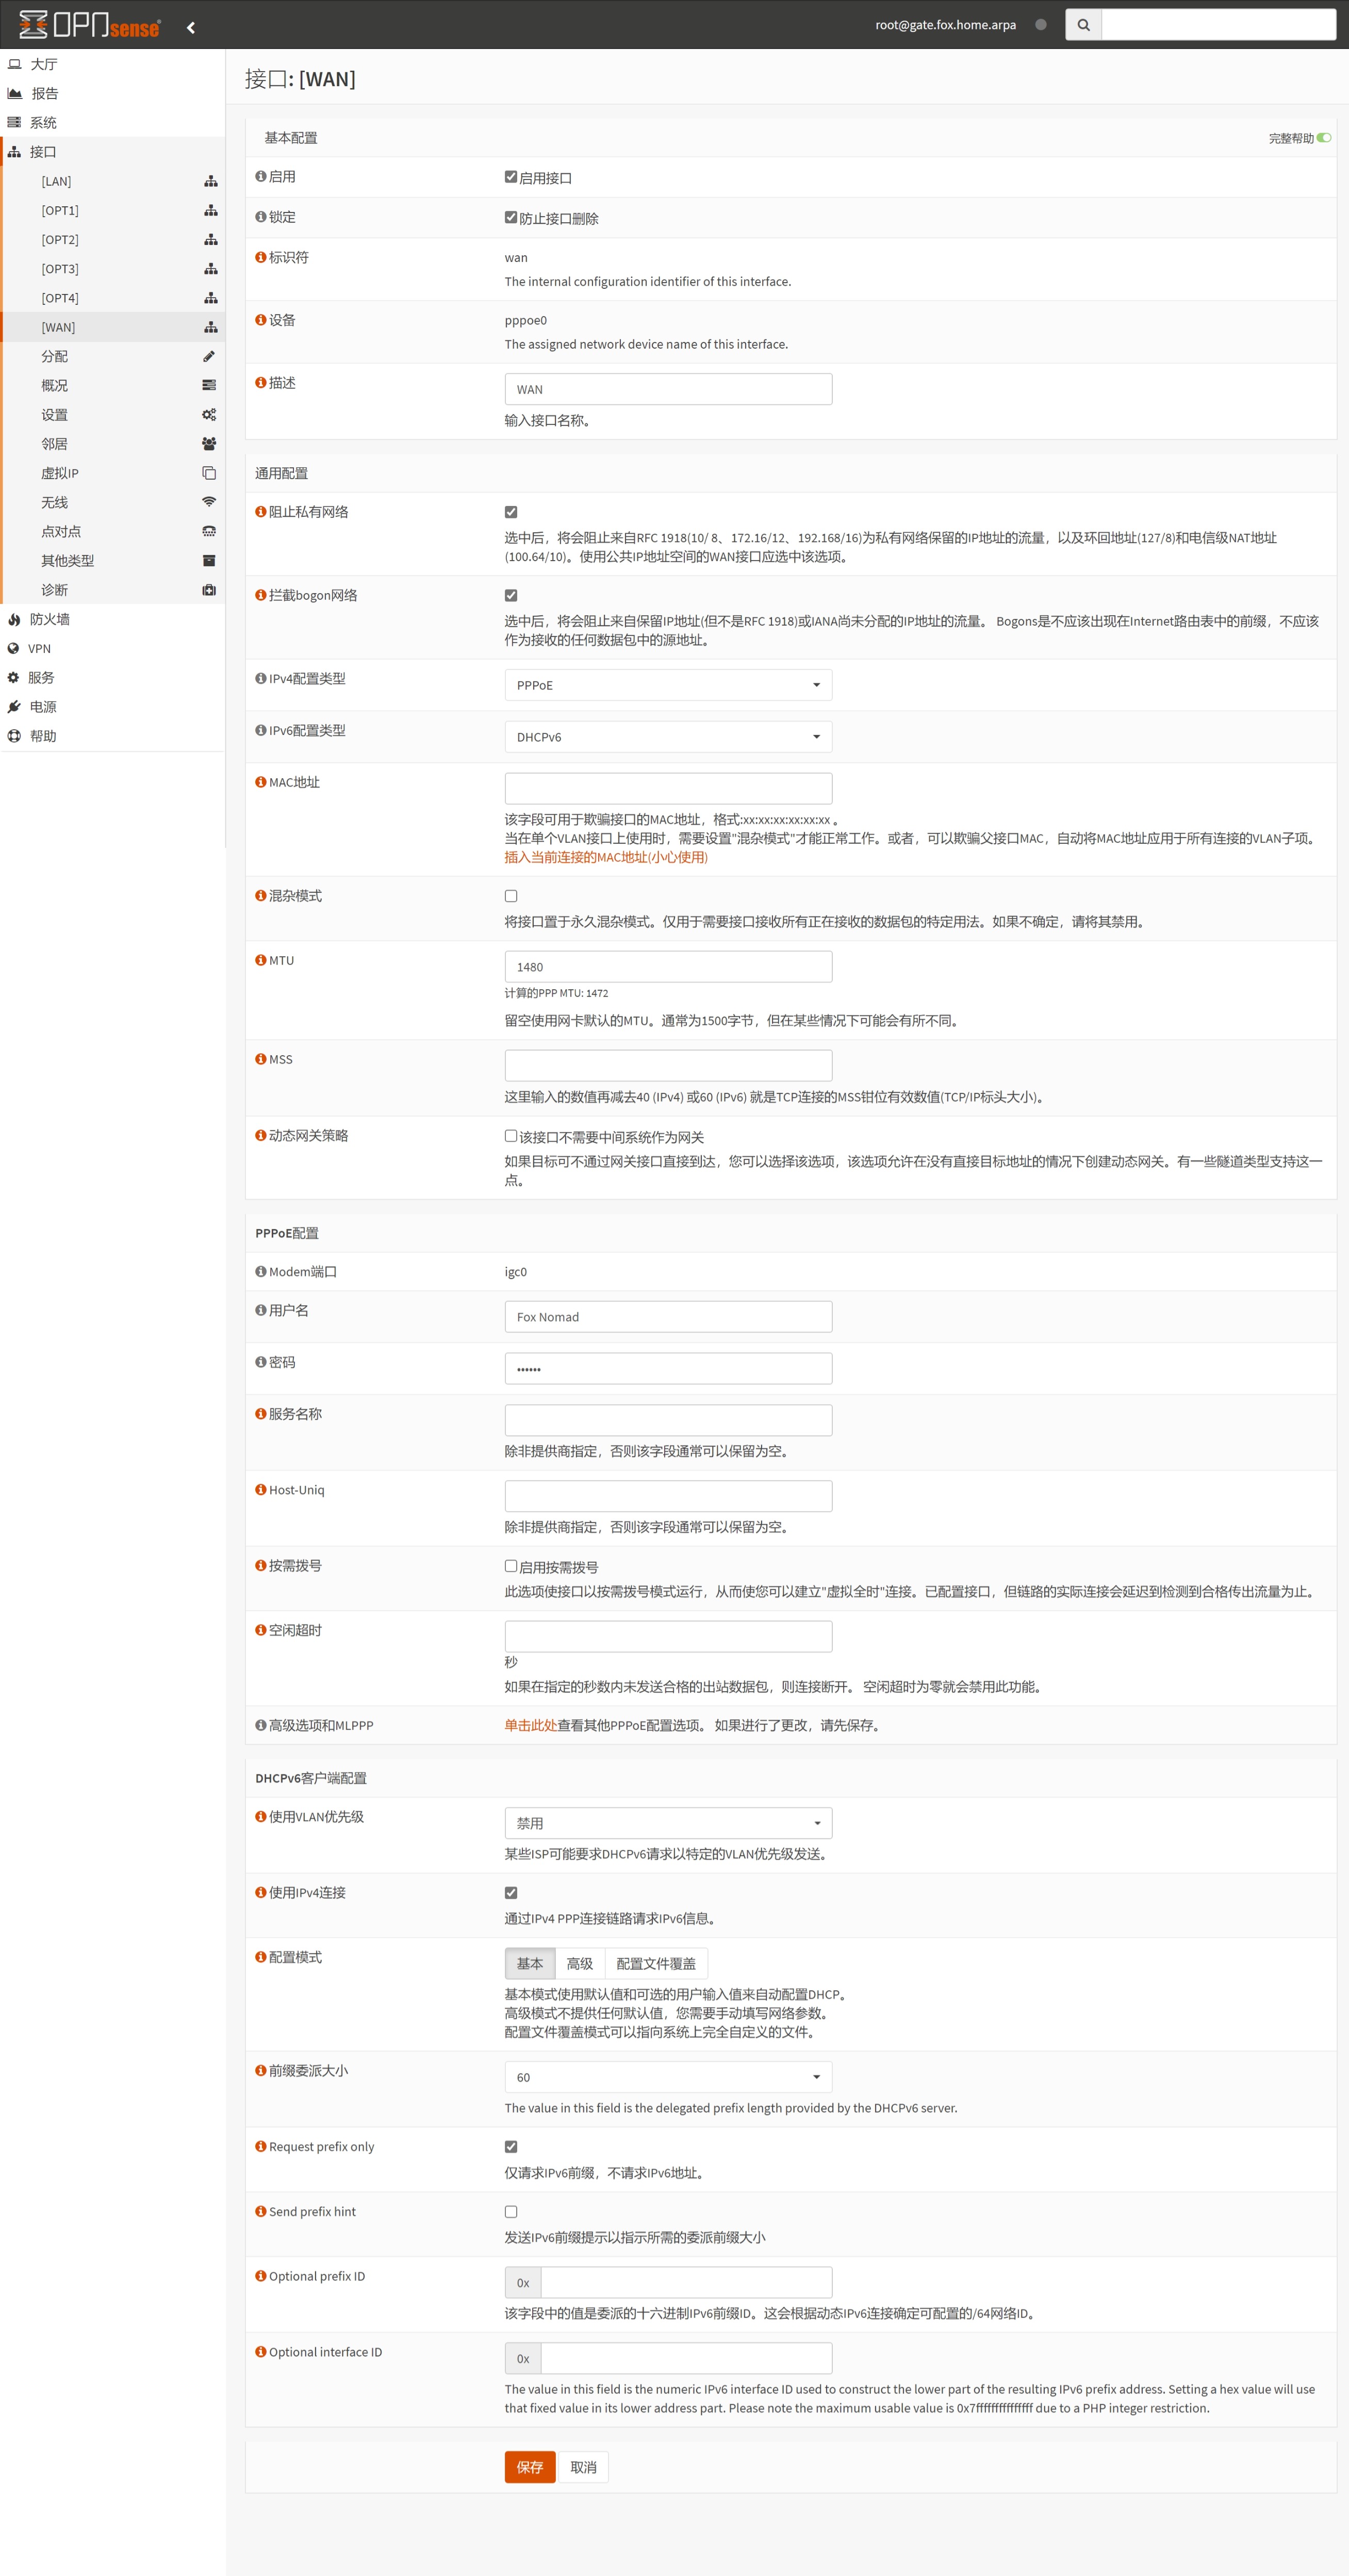 OPNsense
root@gate.fox.home.arpa
大厅
报告
系统
接口
[LAN]
[OPT1]
[OPT2]
[OPT3]
[OPT4]
[WAN]
分配
概况
设置
邻居
虚拟IP
无线
点对点
其他类型
诊断
防火墙
VPN
服务
电源
帮助
接口: [WAN]
基本配置
完整帮助
启用
启用接口
锁定
防止接口删除
标识符
wan
The internal configuration identifier of this interface.
设备
pppoe0
The assigned network device name of this interface.
描述
WAN
输入接口名称。
通用配置
阻止私有网络
选中后，将会阻止来自RFC 1918(10/ 8、172.16/12、192.168/16)为私有网络保留的IP地址的流量，以及环回地址(127/8)和电信级NAT地址
(100.64/10)。使用公共IP地址空间的WAN接口应选中该选项。
拦截bogon网络
选中后，将会阻止来自保留IP地址(但不是RFC 1918)或IANA尚未分配的IP地址的流量。 Bogons是不应该出现在Internet路由表中的前缀，不应该
作为接收的任何数据包中的源地址。
IPv4配置类型
PPPoE
IPv6配置类型
DHCPv6
MAC地址
该字段可用于欺骗接口的MAC地址，格式:xx:xx:xx:xx:xx:xx 。
当在单个VLAN接口上使用时，需要设置"混杂模式"才能正常工作。或者，可以欺骗父接口MAC，自动将MAC地址应用于所有连接的VLAN子项。
插入当前连接的MAC地址(小心使用)
混杂模式
将接口置于永久混杂模式。仅用于需要接口接收所有正在接收的数据包的特定用法。如果不确定，请将其禁用。
MTU
1480
计算的PPP MTU: 1472
留空使用网卡默认的MTU。通常为1500字节，但在某些情况下可能会有所不同。
MSS
这里输入的数值再减去40 (IPv4) 或60 (IPv6) 就是TCP连接的MSS钳位有效数值(TCP/IP标头大小)。
动态网关策略
该接口不需要中间系统作为网关
如果目标可不通过网关接口直接到达，您可以选择该选项，该选项允许在没有直接目标地址的情况下创建动态网关。有一些隧道类型支持这一
点。
PPPoE配置
Modem端口
igc0
用户名
Fox Nomad
密码
••••••
服务名称
除非提供商指定，否则该字段通常可以保留为空。
Host-Uniq
除非提供商指定，否则该字段通常可以保留为空。
按需拨号
启用按需拨号
此选项使接口以按需拨号模式运行，从而使您可以建立"虚拟全时"连接。已配置接口，但链路的实际连接会延迟到检测到合格传出流量为止。
空闲超时
秒
如果在指定的秒数内未发送合格的出站数据包，则连接断开。 空闲超时为零就会禁用此功能。
高级选项和MLPPP
单击此处查看其他PPPoE配置选项。 如果进行了更改，请先保存。
DHCPv6客户端配置
使用VLAN优先级
禁用
某些ISP可能要求DHCPv6请求以特定的VLAN优先级发送。
使用IPv4连接
通过IPv4 PPP连接链路请求IPv6信息。
配置模式
基本 高级 配置文件覆盖
基本模式使用默认值和可选的用户输入值来自动配置DHCP。
高级模式不提供任何默认值，您需要手动填写网络参数。
配置文件覆盖模式可以指向系统上完全自定义的文件。
前缀委派大小
60
The value in this field is the delegated prefix length provided by the DHCPv6 server.
Request prefix only
仅请求IPv6前缀，不请求IPv6地址。
Send prefix hint
发送IPv6前缀提示以指示所需的委派前缀大小
Optional prefix ID
0x
该字段中的值是委派的十六进制IPv6前缀ID。这会根据动态IPv6连接确定可配置的/64网络ID。
Optional interface ID
0x
The value in this field is the numeric IPv6 interface ID used to construct the lower part of the resulting IPv6 prefix address. Setting a hex value will use
that fixed value in its lower address part. Please note the maximum usable value is 0x7fffffffffffffff due to a PHP integer restriction.
保存 取消